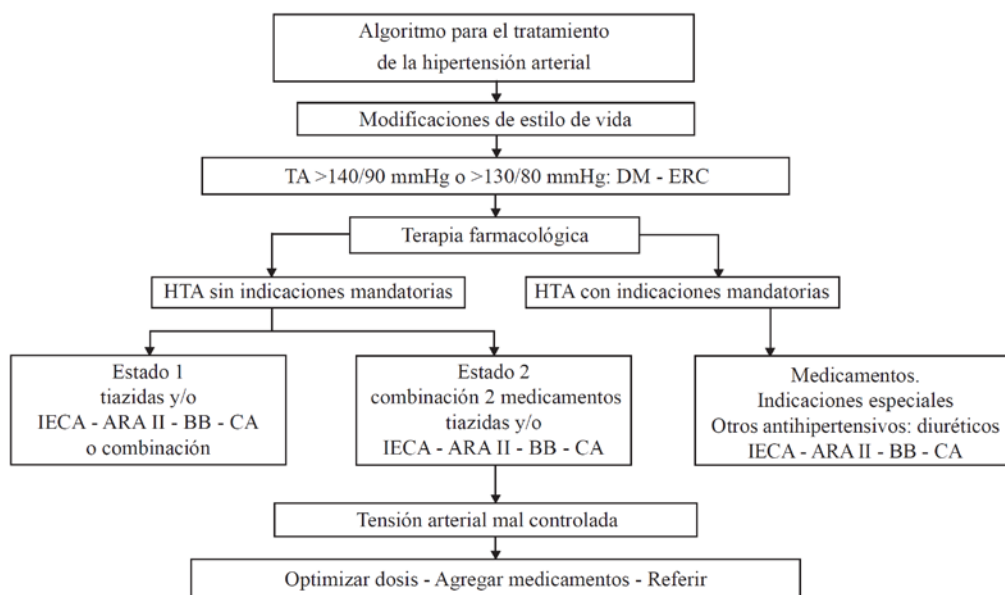 Algoritmo para el tratamiento
de la hipertensión arterial
Modificaciones de estilo de vida
TA >140/90 mmHg o >130/80 mmHg: DM - ERC
Terapia farmacológica
HTA sin indicaciones mandatorias
HTA con indicaciones mandatorias
Estado 1
tiazidas y/o
IECA - ARA II - BB - CA
o combinación
Estado 2
combinación 2 medicamentos
tiazidas y/o
IECA - ARA II - BB - CA
Medicamentos.
Indicaciones especiales
Otros antihipertensivos: diuréticos
IECA - ARA II - BB - CA
Tensión arterial mal controlada
Optimizar dosis - Agregar medicamentos - Referir